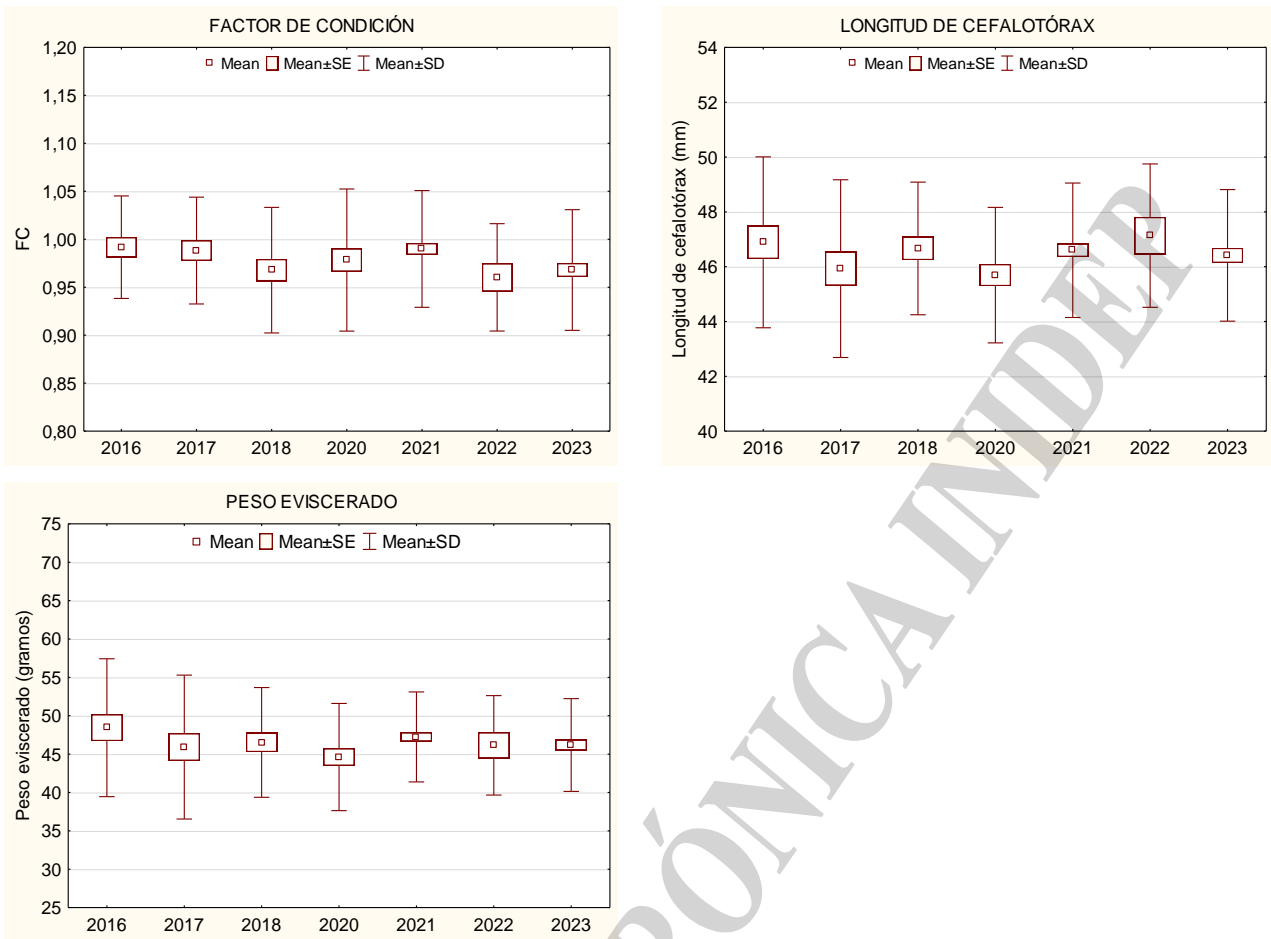 FACTOR DE CONDICIÓN
Mean Mean±SE Mean±SD
FC
1,20
1,15
1,10
1,05
1,00
0,95
0,90
0,85
0,80
2016 2017 2018 2020 2021 2022 2023
LONGITUD DE CEFALOTÓRAX
Mean Mean±SE Mean±SD
Longitud de cefalotórax (mm)
54
52
50
48
46
44
42
40
2016 2017 2018 2020 2021 2022 2023
PESO EVISCERADO
Mean Mean±SE Mean±SD
Peso eviscerado (gramos)
75
70
65
60
55
50
45
40
35
30
25
2016 2017 2018 2020 2021 2022 2023
RÓNICA INIDEP